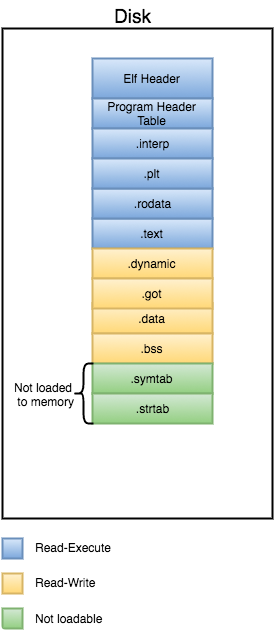 Disk
Elf Header
Program Header
Table
.interp
.plt
.rodata
.text
.dynamic
.got
.data
.bss
Not loaded
to memory
.symtab
.strtab
Read-Execute
Read-Write
Not loadable